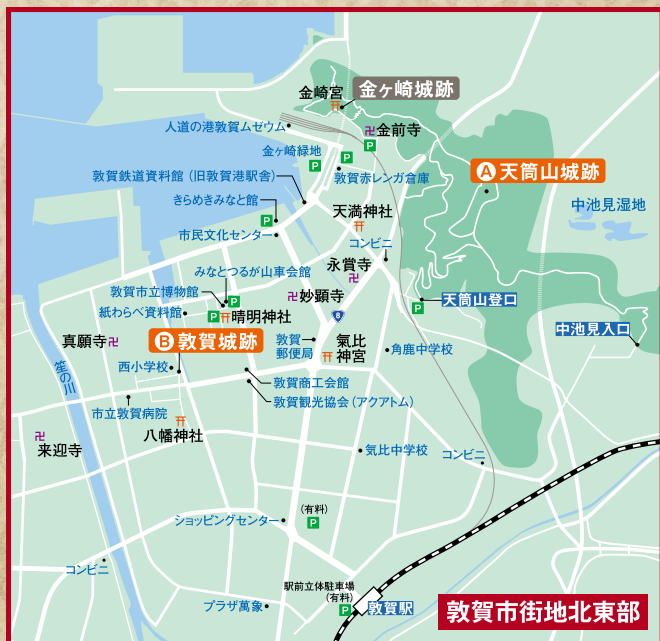 金崎宮
金ヶ崎城跡
人道の港敦賀ムゼウム
金前寺
P
金ヶ崎緑地
P
P
敦賀鉄道資料館(旧敦賀港駅舎)
敦賀赤レンガ倉庫
A 天筒山城跡
きらめきみなと館
P
天満神社
中池見湿地
市民文化センター
コンビニ
みなとつるが山車会館
永賞寺
敦賀市立博物館
P
妙顕寺
天筒山登口
紙わらべ資料館
P
晴明神社
8
P
真願寺
B 敦賀城跡
敦賀
郵便局
氣比
神宮
角鹿中学校
中池見入口
西小学校
笙の川
敦賀商工会館
市立敦賀病院
敦賀観光協会(アクアトム)
八幡神社
来迎寺
気比中学校
コンビニ
(有料)
ショッピングセンター
P
コンビニ
駅前立体駐車場
(有料)
プラザ萬象
P
敦賀駅
敦賀市街地北東部